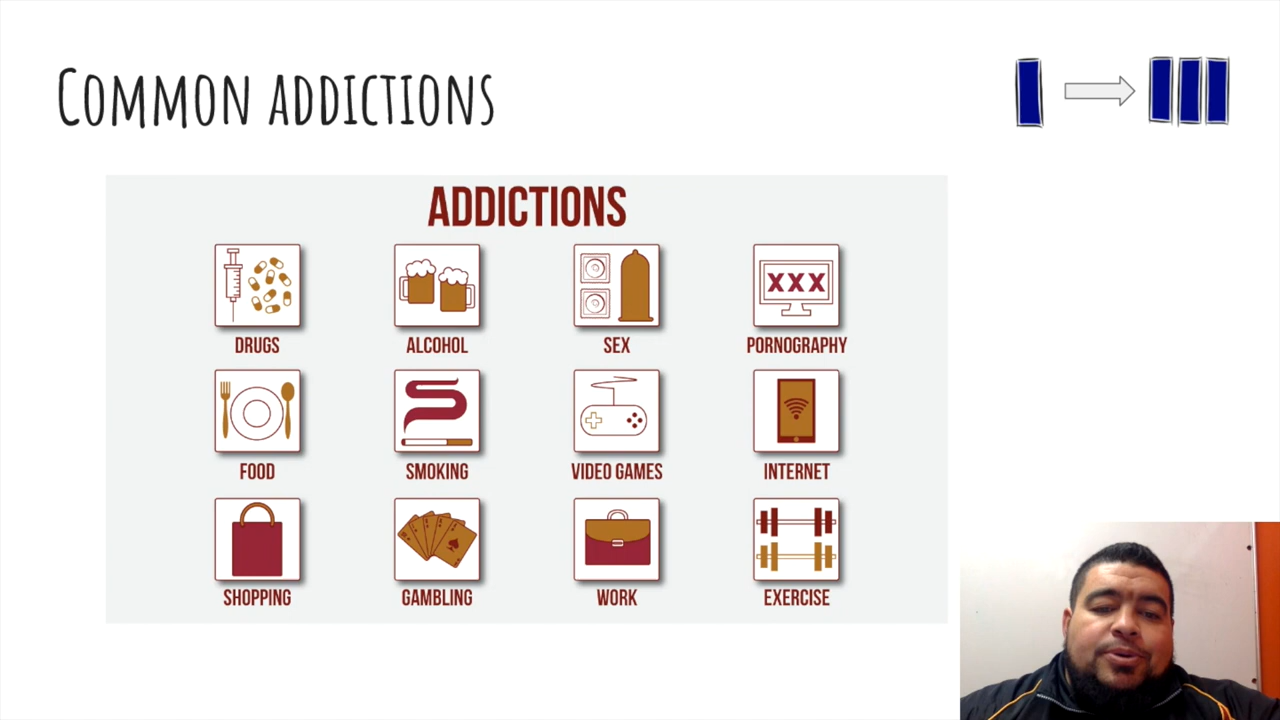 Common addictions
ADDICTIONS
DRUGS ALCOHOL SEX PORNOGRAPHY
XXX
FOOD SMOKING VIDEO GAMES INTERNET
SHOPPING GAMBLING WORK EXERCISE